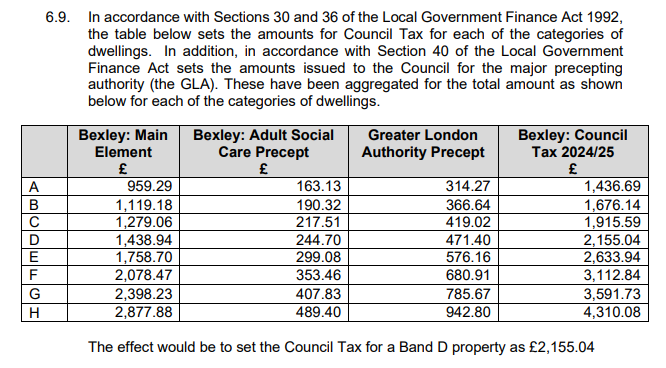 6.9. In accordance with Sections 30 and 36 of the Local Government Finance Act 1992,
the table below sets the amounts for Council Tax for each of the categories of
dwellings. In addition, in accordance with Section 40 of the Local Government
Finance Act sets the amounts issued to the Council for the major precepting
authority (the GLA). These have been aggregated for the total amount as shown
below for each of the categories of dwellings.
Bexley: Main Element £ Bexley: Adult Social Care Precept £ Greater London Authority Precept Bexley: Council Tax 2024/25 £
A 959.29 163.13 314.27 1,436.69
B 1,119.18 190.32 366.64 1,676.14
C 1,279.06 217.51 419.02 1,915.59
D 1,438.94 244.70 471.40 2,155.04
E 1,758.70 299.08 576.16 2,633.94
F 2,078.47 353.46 680.91 3,112.84
G 2,398.23 407.83 785.67 3,591.73
H 2,877.88 489.40 942.80 4,310.08
The effect would be to set the Council Tax for a Band D property as £2,155.04